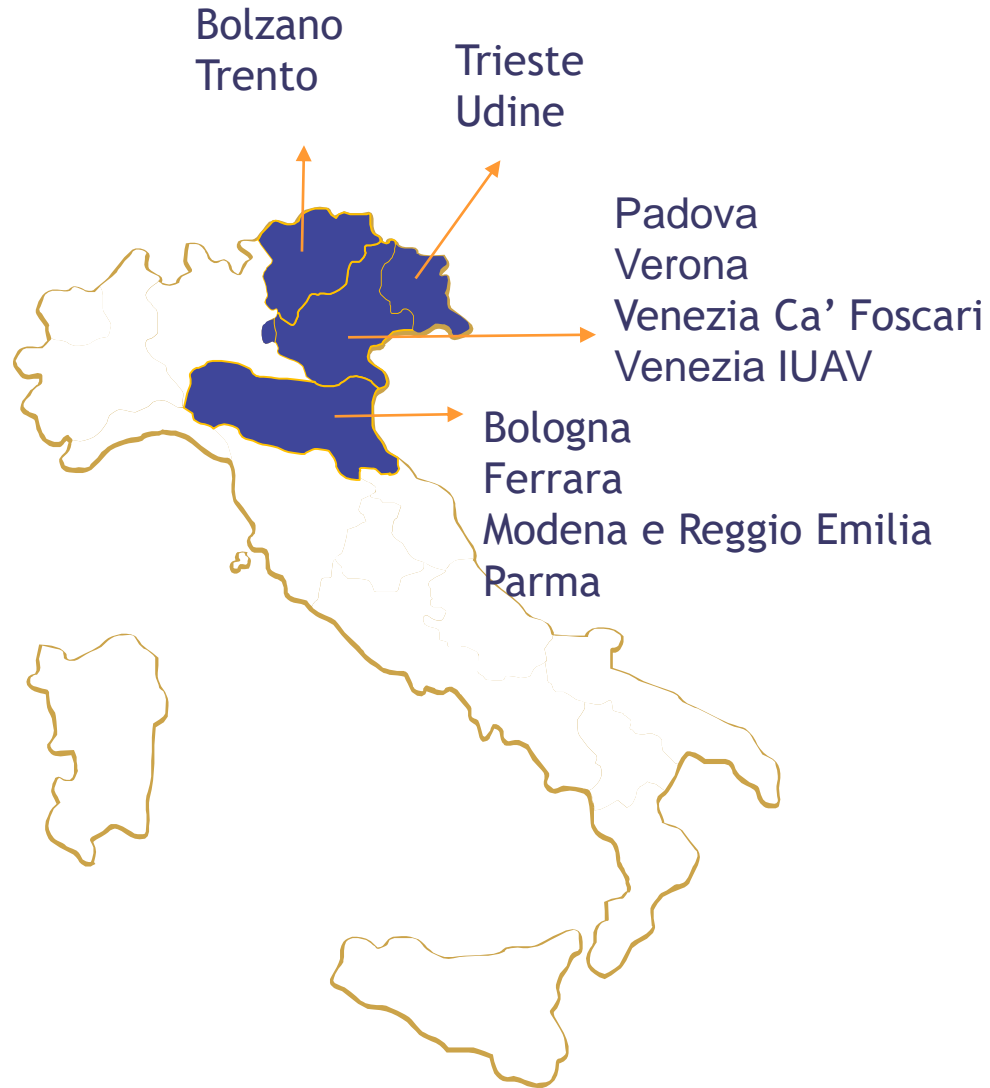 Bolzano
Trento
Trieste
Udine
Padova
Verona
Venezia Ca’ Foscari
Venezia IUAV
Bologna
Ferrara
Modena e Reggio Emilia
Parma